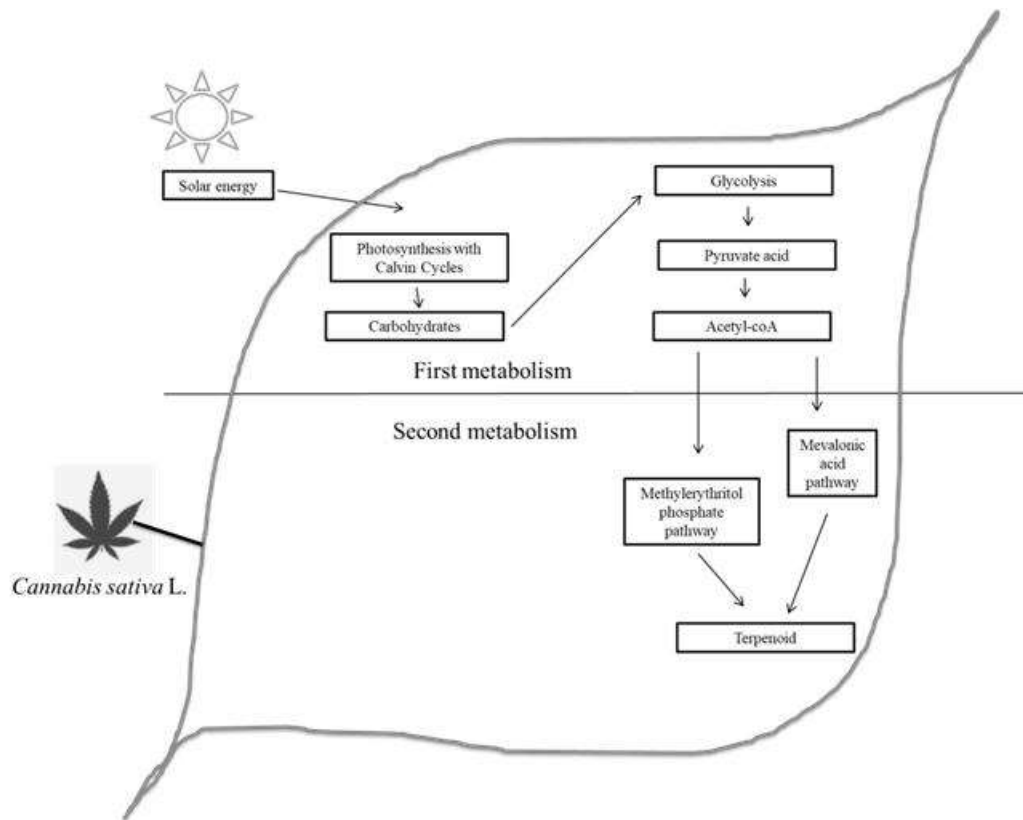 Solar energy
Photosynthesis with
Calvin Cycles
Carbohydrates
Glycolysis
Pyruvate acid
Acetyl-coA
First metabolism
Second metabolism
Methylerythritol
phosphate
pathway
Mevalonic
acid
pathway
Terpenoid
Cannabis sativa L.